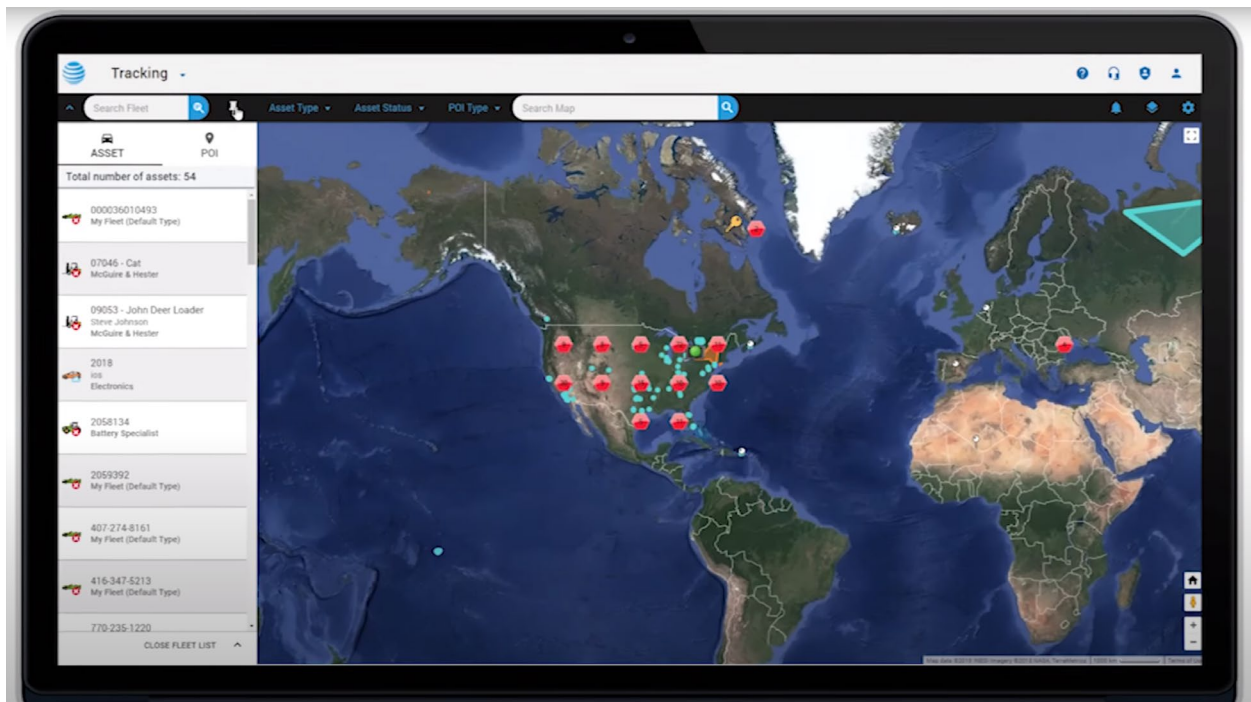 Tracking
Search Fleet
Asset Type
Asset Status
POI Type
Search Map
ASSET
POI
Total number of assets: 54
000036010493
My Fleet (Default Type)
07046 - Cat
McGuire & Hester
09053 - John Deer Loader
Steve Johnson
McGuire & Hester
2018
ios
Electronics
2058134
Battery Specialist
2059392
My Fleet (Default Type)
407-274-8161
My Fleet (Default Type)
416-347-5213
My Fleet (Default Type)
770-235-1220
CLOSE FLEET LIST